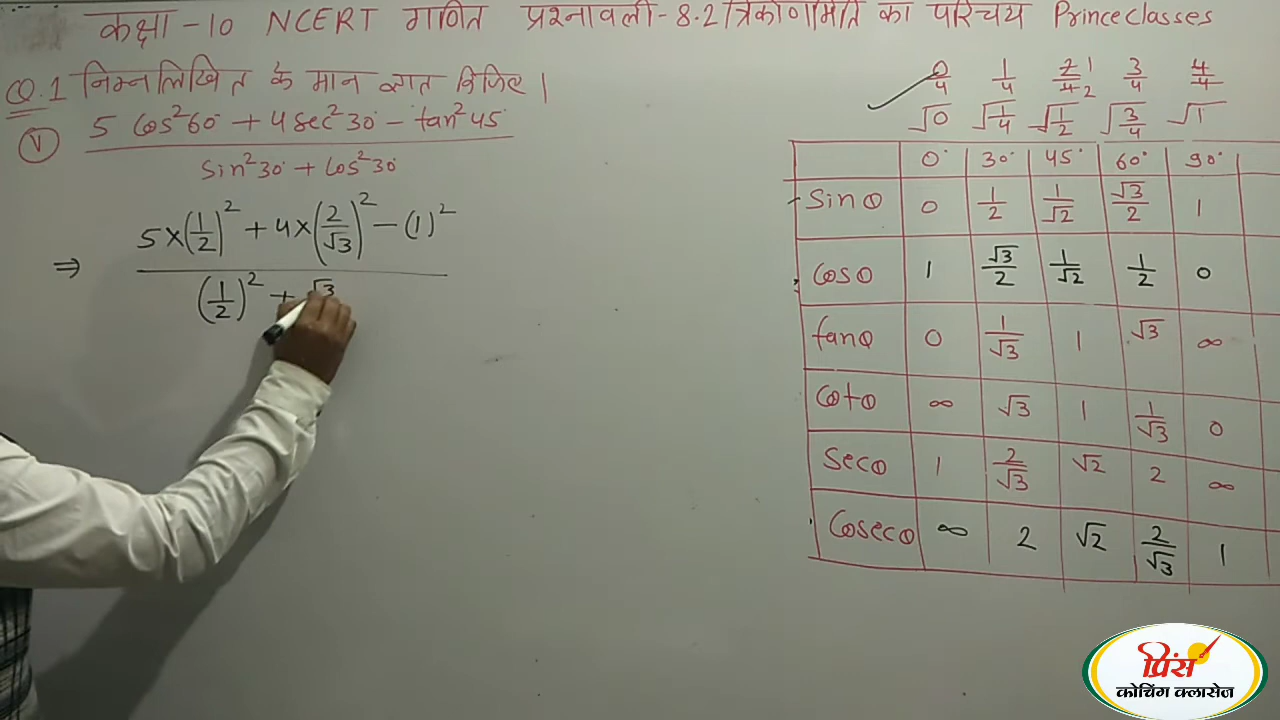 कक्षा -10 NCERT गणित प्रश्नावली-8.2 त्रिकोणमिति का परिचय Prince Classes
Q.1 निम्नलिखित के मान ज्ञात किजिए।
(V) 5 Cos²60° + 4 sec²30° - tan²45°
Sin²30° + Cos²30°
⇒ 5×(1/2)² + 4×(2/√3)² - (1)²
(1/2)² + √3
0/4 1/4 2/4 1 2 3/4 4/4
√0 √1/4 √1/2 √3/4 √1
0° 30° 45° 60° 90°
Sinθ 0 1/2 1/√2 √3/2 1
Cosθ 1 √3/2 1/√2 1/2 0
tanθ 0 1/√3 1 √3 ∞
Cotθ ∞ √3 1 1/√3 0
Secθ 1 2/√3 √2 2 ∞
Cosecθ ∞ 2 √2 2/√3 1
प्रिंस
कोचिंग क्लासेज